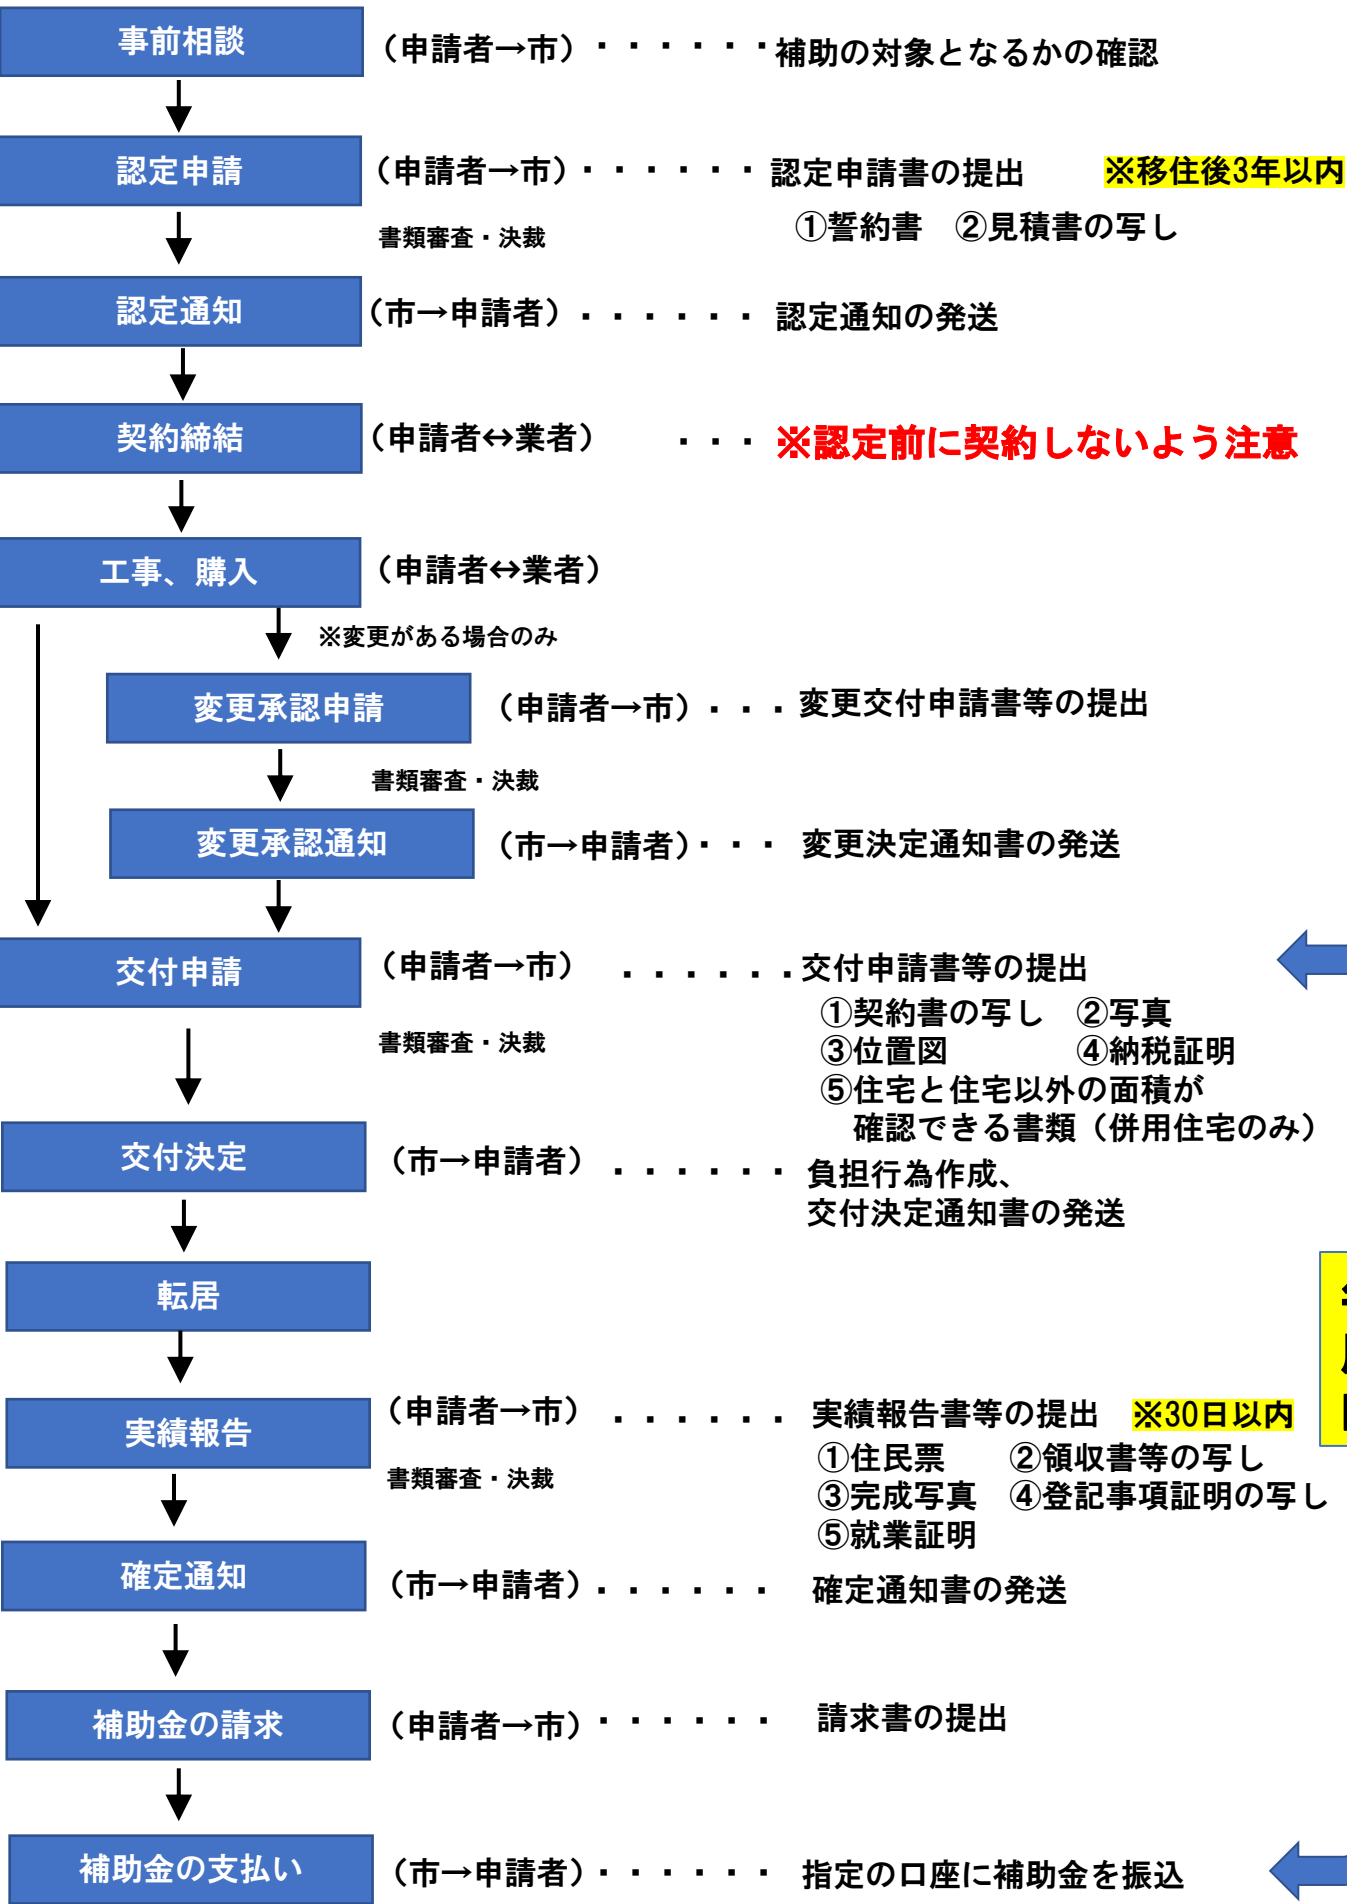 事前相談 （申請者→市）・・・・・・補助の対象となるかの確認
認定申請 （申請者→市）・・・・・・認定申請書の提出 ※移住後3年以内
書類審査・決裁 ①誓約書 ②見積書の写し
認定通知 （市→申請者）・・・・・・認定通知の発送
契約締結 （申請者↔業者） ・・・※認定前に契約しないよう注意
工事、購入 （申請者↔業者）
※変更がある場合のみ
変更承認申請 （申請者→市）・・・変更交付申請書等の提出
書類審査・決裁
変更承認通知 （市→申請者）・・・変更決定通知書の発送
交付申請 （申請者→市） ・・・・・・交付申請書等の提出
①契約書の写し ②写真
書類審査・決裁 ③位置図 ④納税証明
⑤住宅と住宅以外の面積が
確認できる書類（併用住宅のみ）
交付決定 （市→申請者）・・・・・・負担行為作成、
交付決定通知書の発送
転居
実績報告 （申請者→市）・・・・・・実績報告書等の提出 ※30日以内
①住民票 ②領収書等の写し
書類審査・決裁 ③完成写真 ④登記事項証明の写し
⑤就業証明
確定通知 （市→申請者）・・・・・・確定通知書の発送
補助金の請求 （申請者→市）・・・・・・請求書の提出
補助金の支払い （市→申請者）・・・・・・指定の口座に補助金を振込